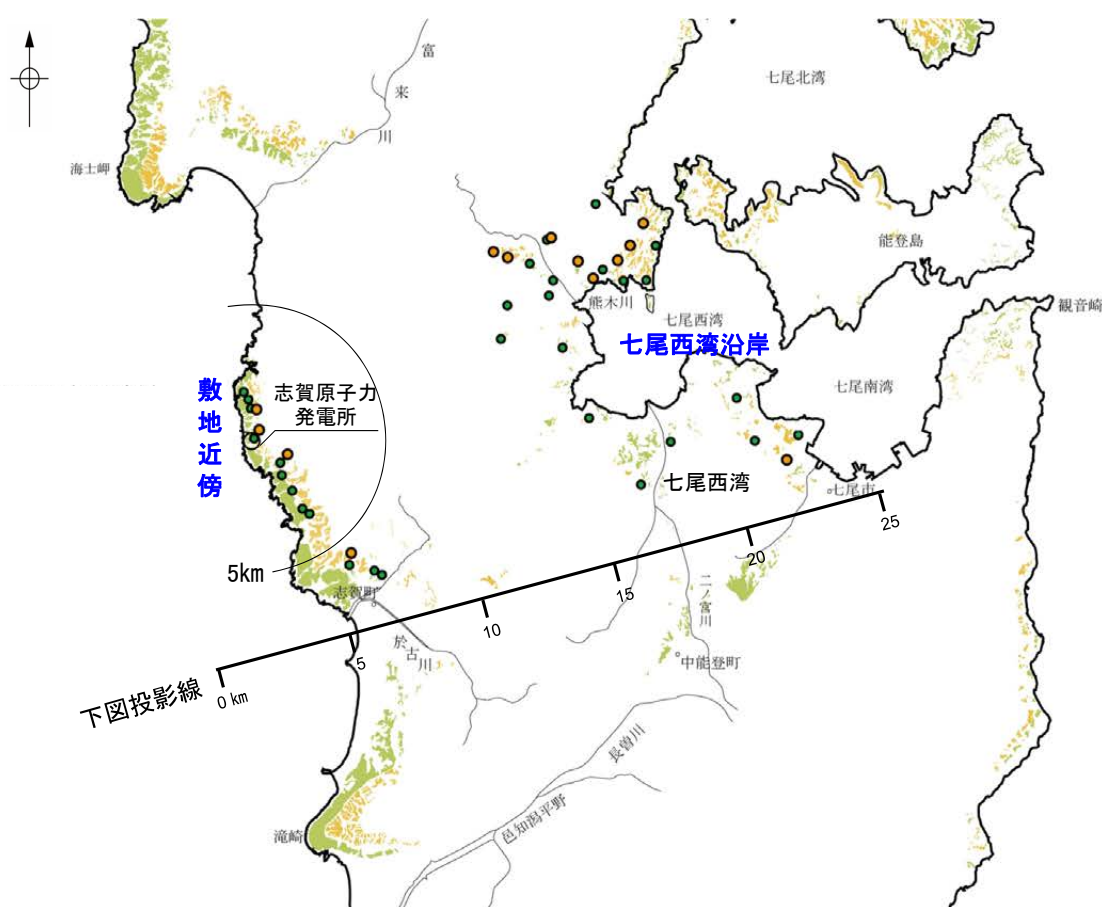 富
来
川
七尾北湾
海士岬
能登島
熊木川
七尾西湾
観音崎
七尾西湾沿岸
敷
地
近
傍
志賀原子力
発電所
七尾南湾
七尾西湾
七尾市
25
20
15
10
5
0 km
5km
志賀町
於
古
川
二
ノ
宮
川
中能登町
下図投影線
長曽川
邑知潟平野
滝崎